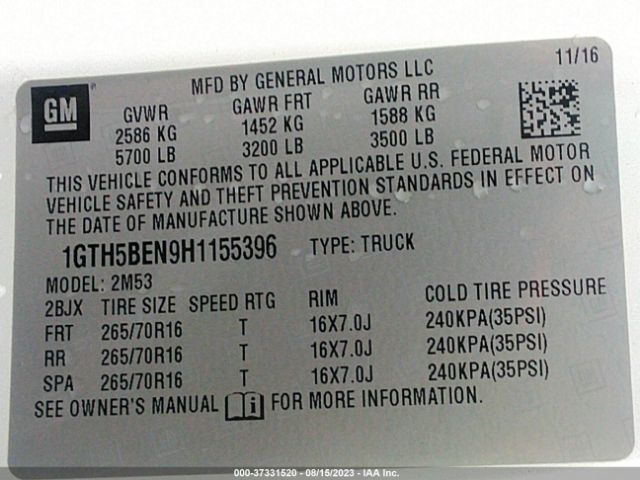 MFD BY GENERAL MOTORS LLC 11/16
GM
GVWR GAWR FRT GAWR RR
2586 KG 1452 KG 1588 KG
5700 LB 3200 LB 3500 LB
THIS VEHICLE CONFORMS TO ALL APPLICABLE U.S. FEDERAL MOTOR
VEHICLE SAFETY AND THEFT PREVENTION STANDARDS IN EFFECT ON
THE DATE OF MANUFACTURE SHOWN ABOVE.
1GTH5BEN9H1155396 TYPE: TRUCK
MODEL: 2M53
2BJX TIRE SIZE SPEED RTG RIM COLD TIRE PRESSURE
FRT 265/70R16 T 16X7.0J 240KPA(35PSI)
RR 265/70R16 T 16X7.0J 240KPA(35PSI)
SPA 265/70R16 T 16X7.0J 240KPA(35PSI)
SEE OWNER'S MANUAL FOR MORE INFORMATION.
000-37331520 - 08/15/2023 - IAA Inc.